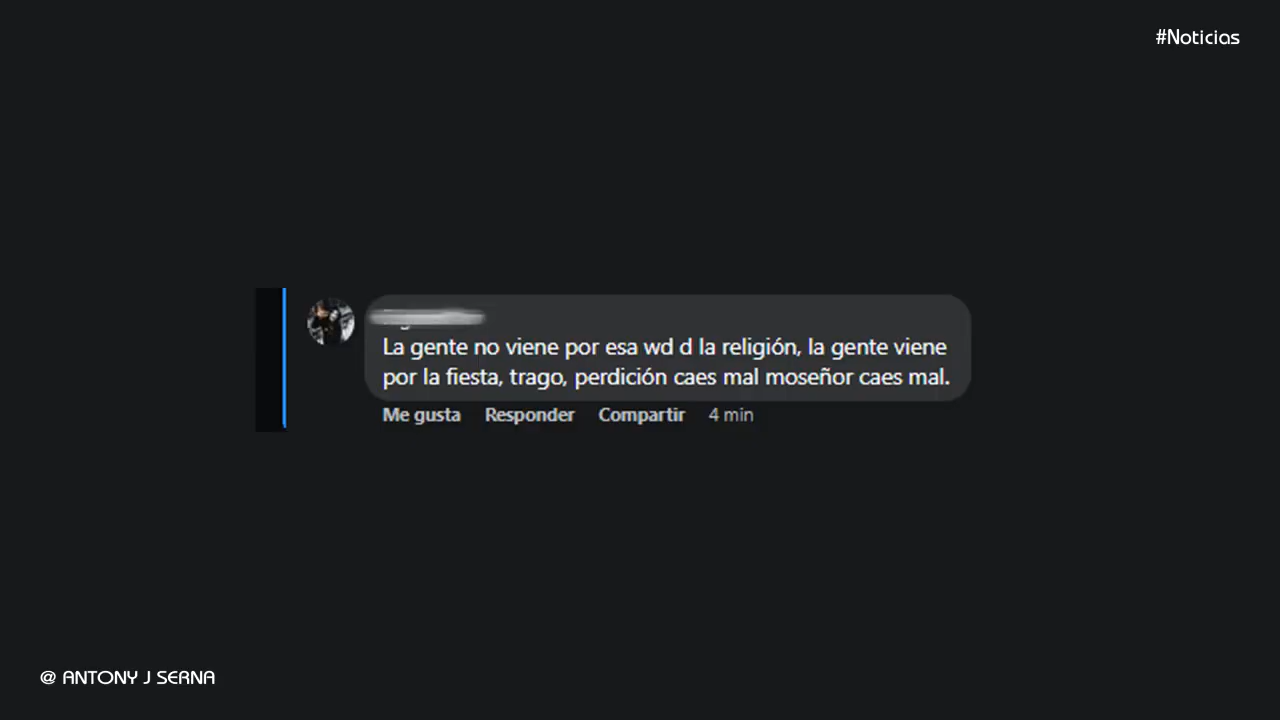 #Noticias
La gente no viene por esa wd d la religión, la gente viene
por la fiesta, trago, perdición caes mal moseñor caes mal.
Me gusta Responder Compartir 4 min
@ ANTONY J SERNA